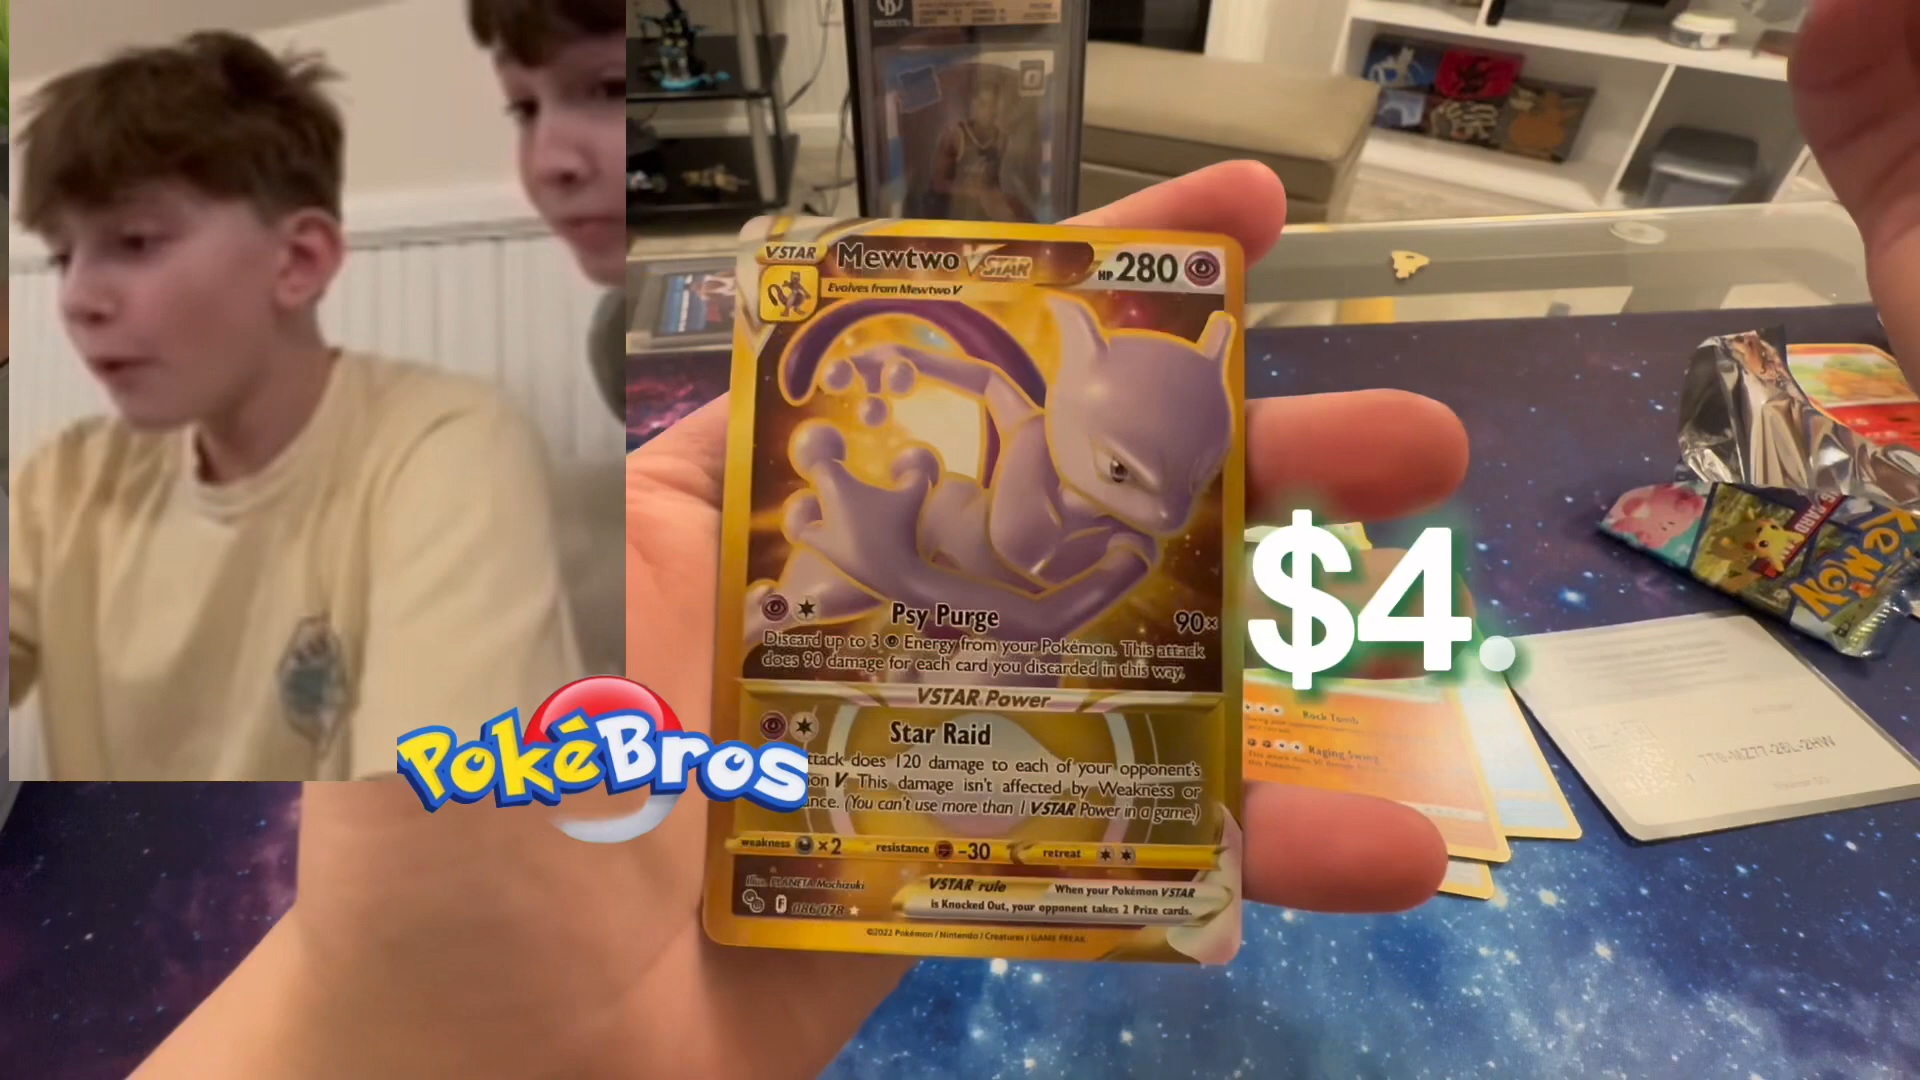 VSTAR
Mewtwo VSTAR
HP 280
Evolves from Mewtwo V
Psy Purge
90×
Discard up to 3 Energy from your Pokémon. This attack
does 90 damage for each card you discarded in this way.
VSTAR Power
Star Raid
ttack does 120 damage to each of your opponent's
on V. This damage isn't affected by Weakness or
ance. (You can't use more than 1 VSTAR Power in a game.)
weakness ×2
resistance -30
retreat
Illus. PLANETA Mochizuki
F 086/078
VSTAR rule
When your Pokémon VSTAR
is Knocked Out, your opponent takes 2 Prize cards.
©2022 Pokémon / Nintendo / Creatures / GAME FREAK
$4.
PokéBros
Rock Tomb
Raging Swing
POKéMON